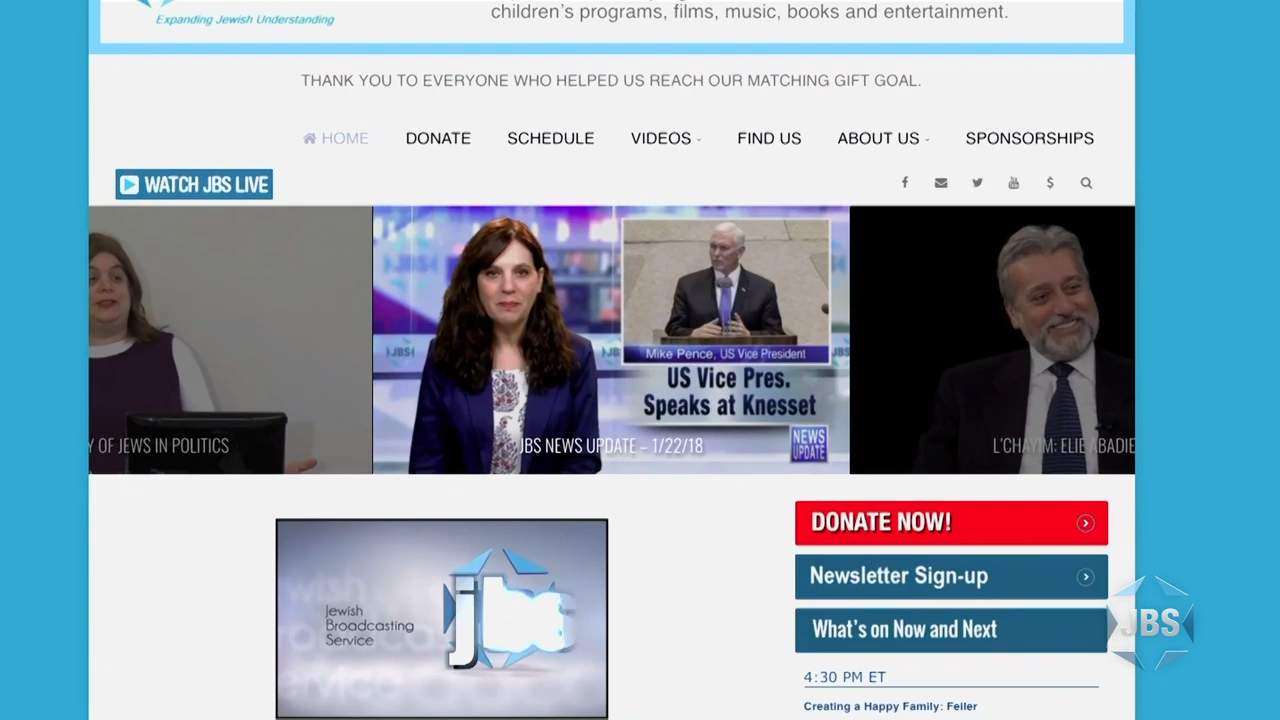 Expanding Jewish Understanding
children's programs, films, music, books and entertainment.
THANK YOU TO EVERYONE WHO HELPED US REACH OUR MATCHING GIFT GOAL.
HOME DONATE SCHEDULE VIDEOS FIND US ABOUT US SPONSORSHIPS
WATCH JBS LIVE
JBS
Mike Pence, US Vice President
US Vice Pres.
Speaks at Knesset
NEWS
UPDATE
Y OF JEWS IN POLITICS
JBS NEWS UPDATE – 1/22/18
L'CHAYIM: ELIE ABADIE
DONATE NOW!
Newsletter Sign-up
What's on Now and Next
4:30 PM ET
Creating a Happy Family: Feiler
Jewish
Broadcasting
Service
jbs
JBS